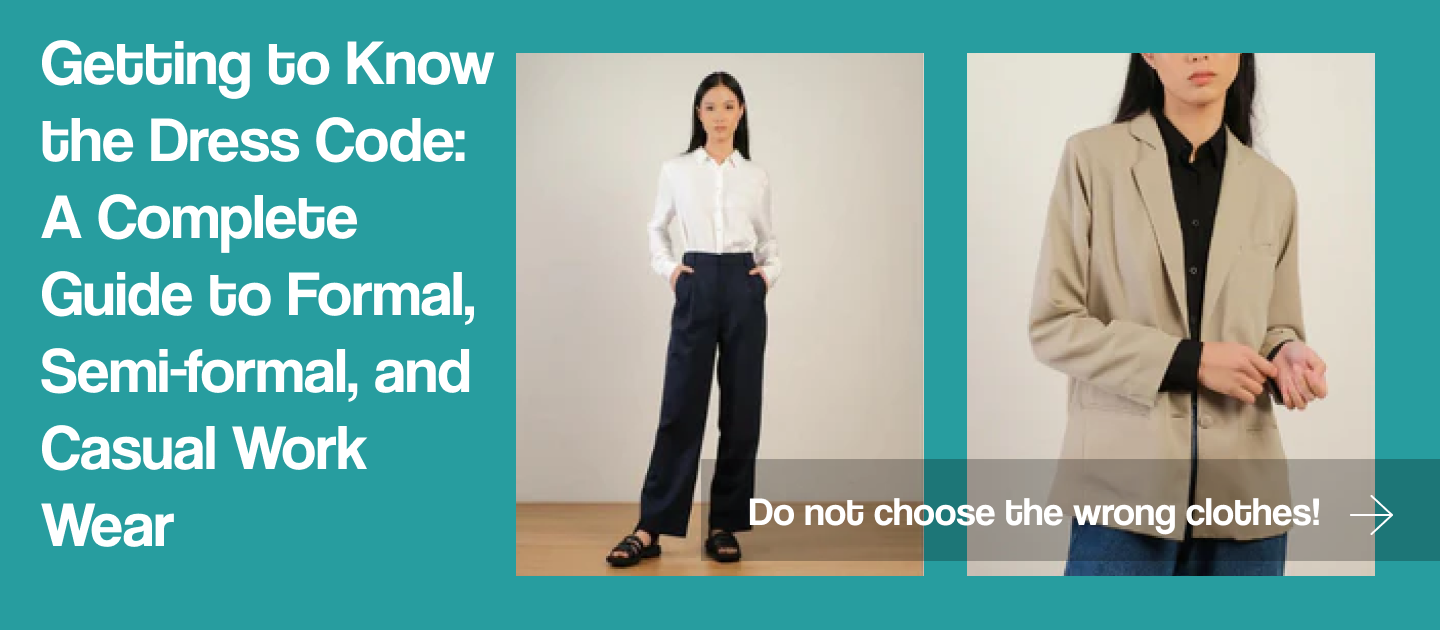 Getting to Know
the Dress Code:
A Complete
Guide to Formal,
Semi-formal, and
Casual Work
Wear
Do not choose the wrong clothes!